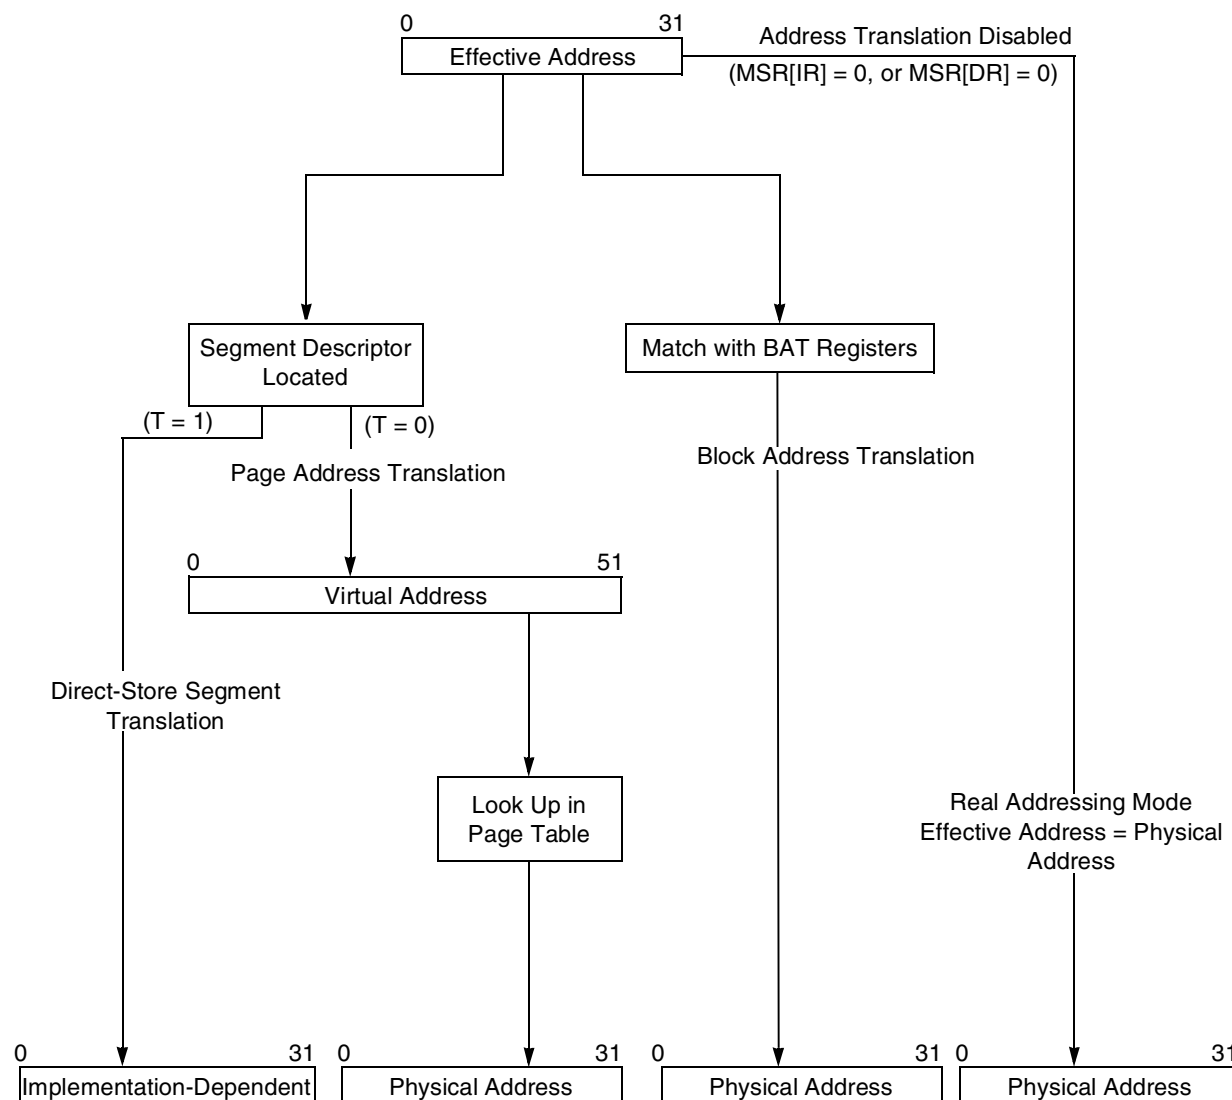 0 31
Effective Address
Address Translation Disabled
(MSR[IR] = 0, or MSR[DR] = 0)
Segment Descriptor
Located
Match with BAT Registers
(T = 1)
(T = 0)
Page Address Translation
Block Address Translation
0 51
Virtual Address
Direct-Store Segment
Translation
Look Up in
Page Table
Real Addressing Mode
Effective Address = Physical
Address
0 31
Implementation-Dependent
0 31
Physical Address
0 31
Physical Address
0 31
Physical Address